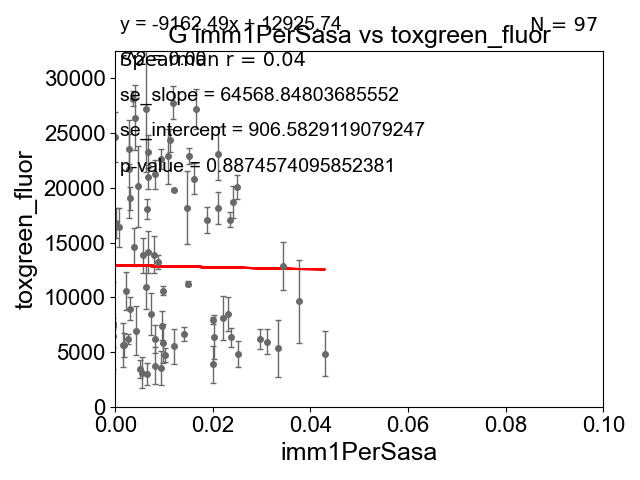 y = -9162.49x + 12925.74
N = 97
G imm1PerSasa vs toxgreen_fluor
Spearman r = 0.04
se_slope = 64568.84803685552
se_intercept = 906.5829119079247
p-value = 0.8874574095852381
toxgreen_fluor
30000
25000
20000
15000
10000
5000
0
0.00
0.02
0.04
0.06
0.08
0.10
imm1PerSasa